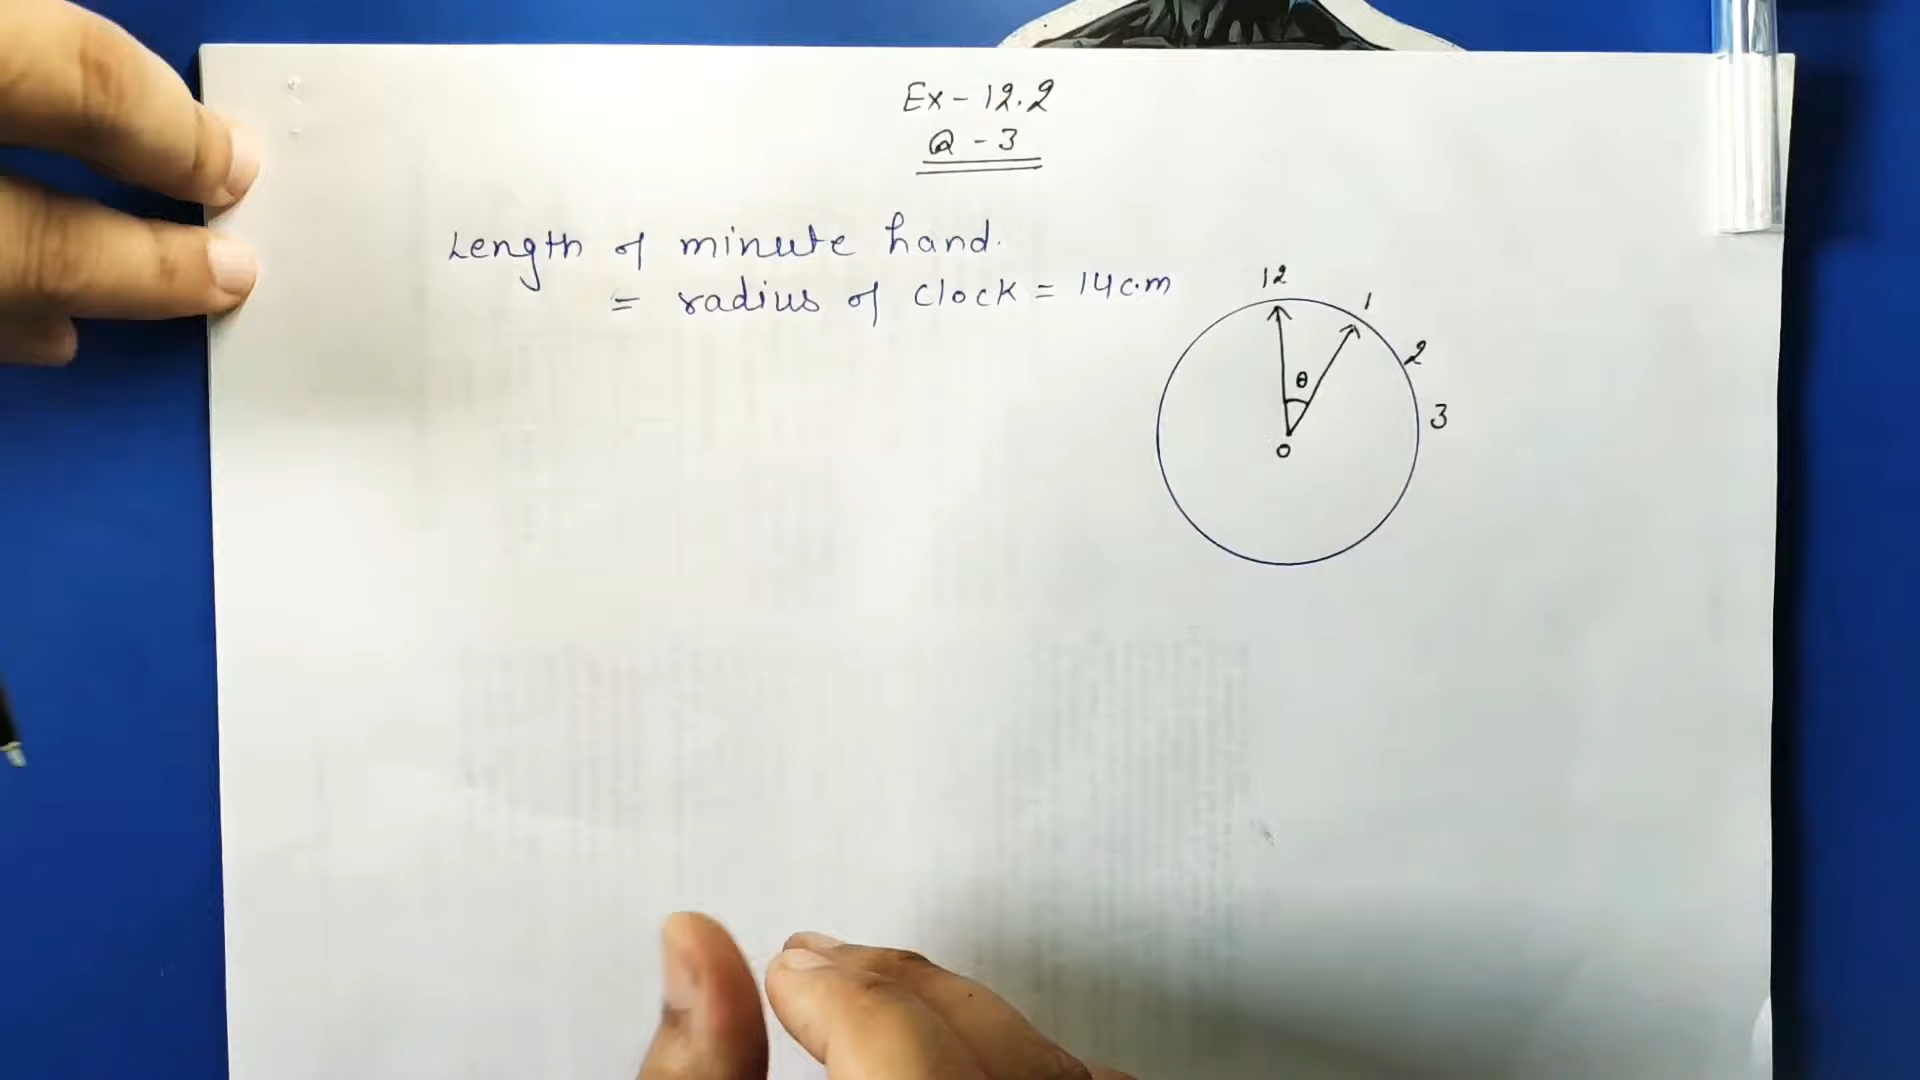 Ex - 12.2
Q - 3
Length of minute hand.
= radius of clock = 14c.m
12
1
2
3
θ
O